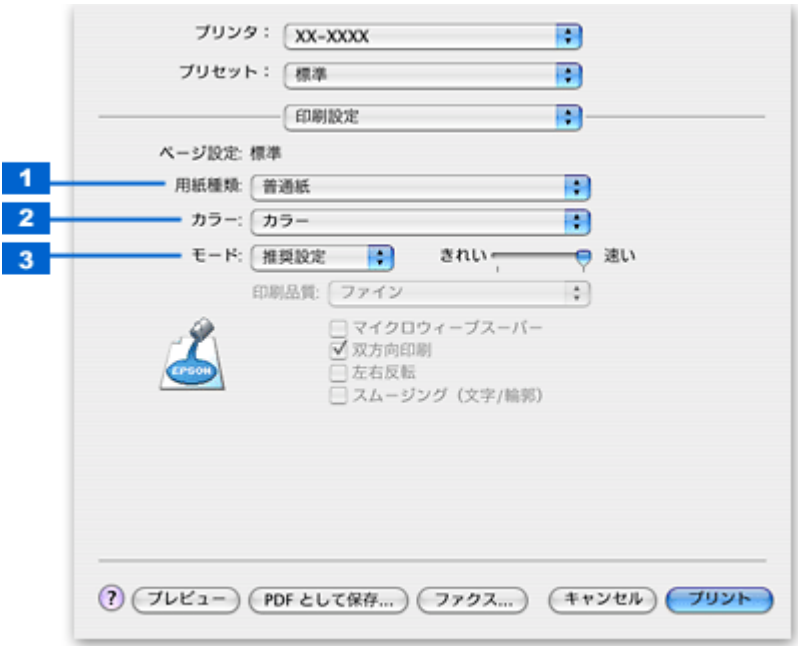 プリンタ： XX-XXXX
プリセット： 標準
印刷設定
ページ設定: 標準
1 用紙種類: 普通紙
2 カラー: カラー
3 モード: 推奨設定 きれい 速い
印刷品質: ファイン
マイクロウィーブスーパー
双方向印刷
左右反転
スムージング（文字/輪郭）
EPSON
? プレビュー PDF として保存... ファクス... キャンセル プリント